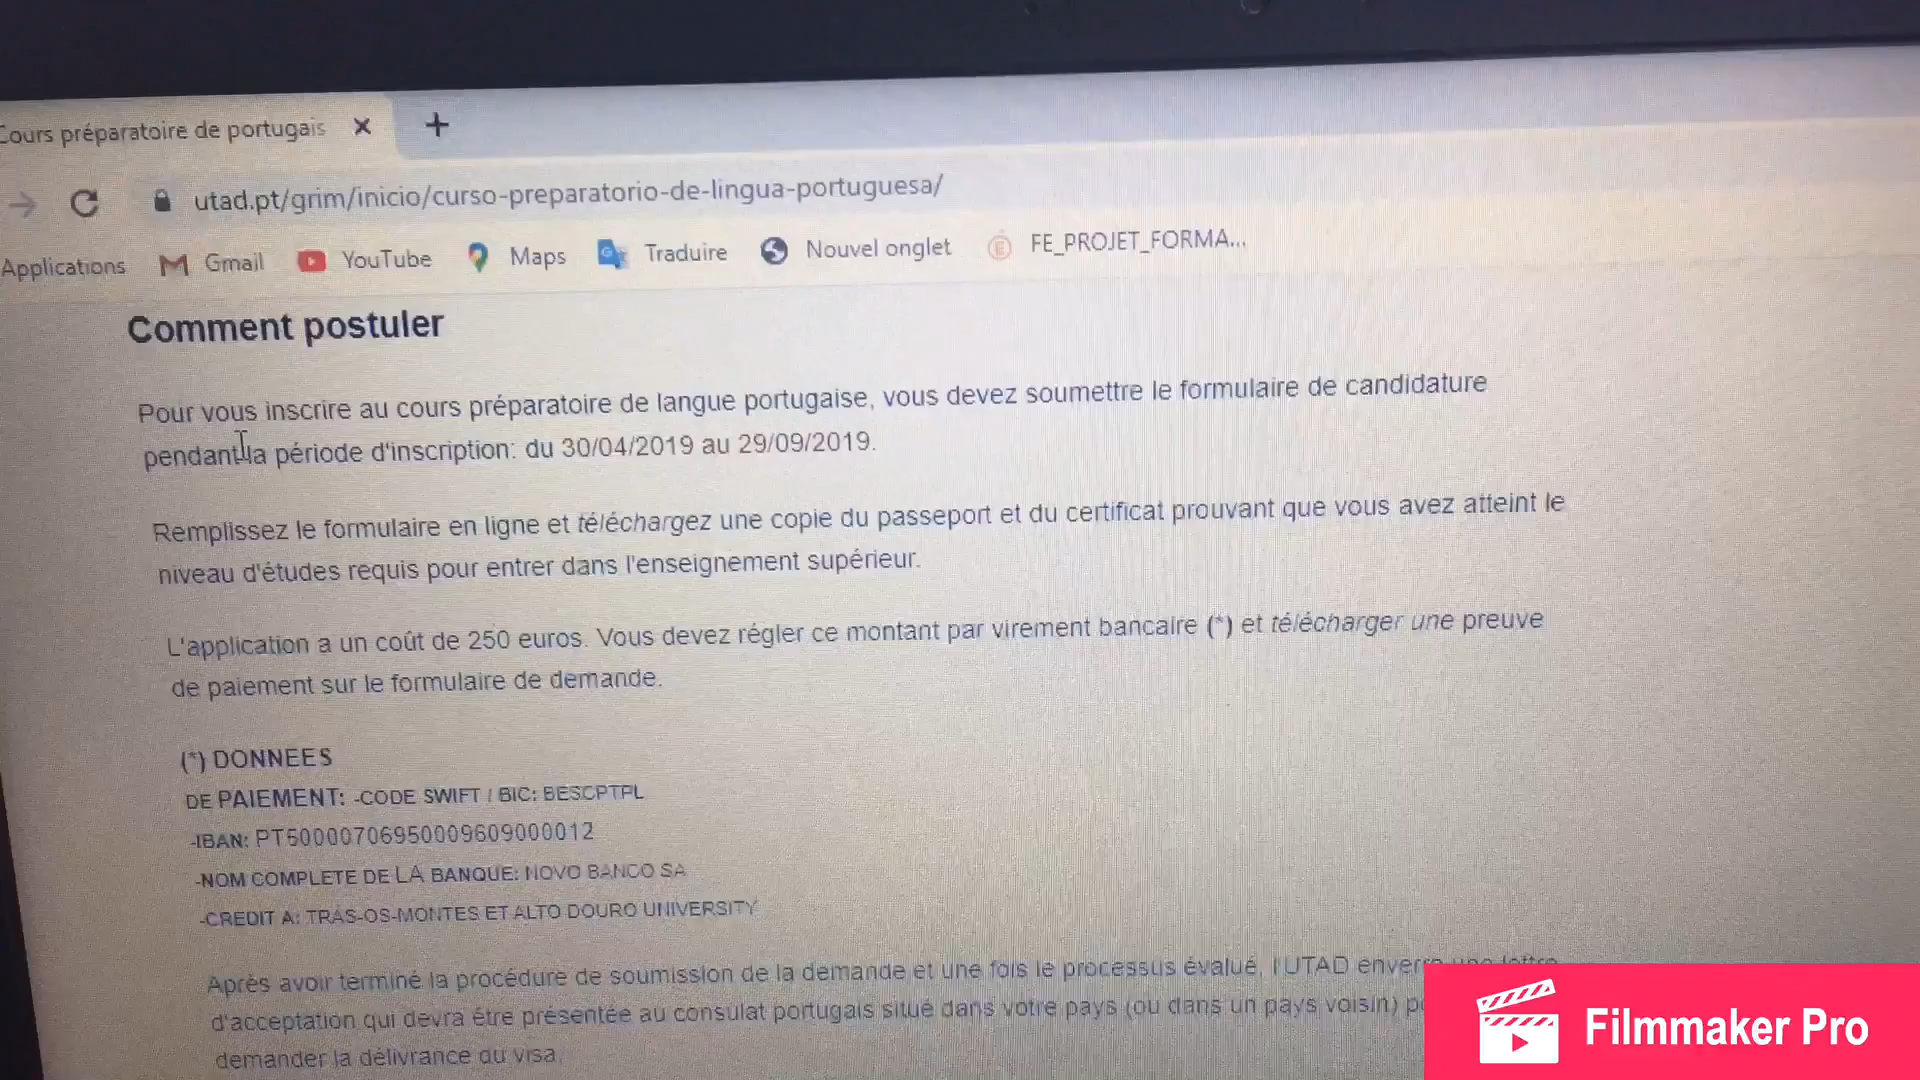 Cours préparatoire de portugais
utad.pt/grim/inicio/curso-preparatorio-de-lingua-portuguesa/
Applications Gmail YouTube Maps Traduire Nouvel onglet FE_PROJET_FORMA...
Comment postuler
Pour vous inscrire au cours préparatoire de langue portugaise, vous devez soumettre le formulaire de candidature
pendant la période d'inscription: du 30/04/2019 au 29/09/2019.
Remplissez le formulaire en ligne et téléchargez une copie du passeport et du certificat prouvant que vous avez atteint le
niveau d'études requis pour entrer dans l'enseignement supérieur.
L'application a un coût de 250 euros. Vous devez régler ce montant par virement bancaire (*) et télécharger une preuve
de paiement sur le formulaire de demande.
(*) DONNEES
DE PAIEMENT: -CODE SWIFT / BIC: BESCPTPL
-IBAN: PT50000706950009609000012
-NOM COMPLETE DE LA BANQUE: NOVO BANCO SA
-CREDIT A: TRÁS-OS-MONTES ET ALTO DOURO UNIVERSITY
Après avoir terminé la procédure de soumission de la demande et une fois le processus évalué, l'UTAD enverra une lettre
d'acceptation qui devra être présentée au consulat portugais situé dans votre pays (ou dans un pays voisin)
demander la délivrance du visa.
Filmmaker Pro